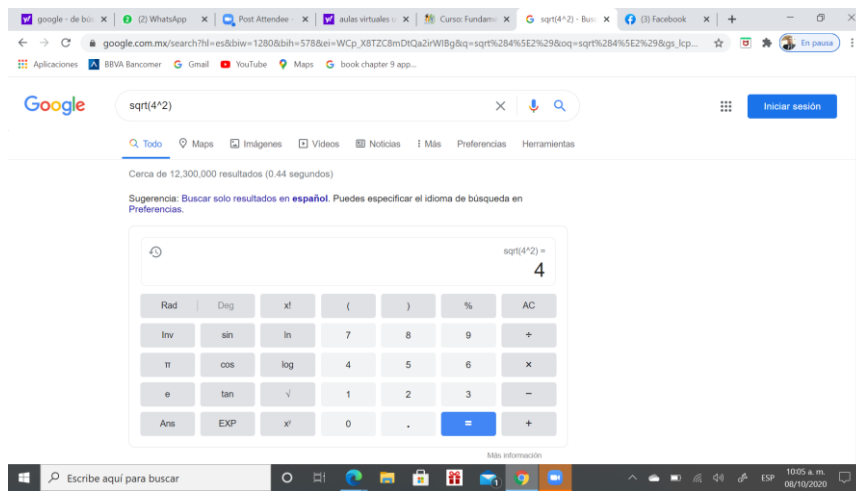 google - de bús
(2) WhatsApp
Post Attendee -
aulas virtuales u
Curso: Fundame
sqrt(4^2) - Busc
(3) Facebook
google.com.mx/search?hl=es&biw=1280&bih=578&ei=WCp_X8TZC8mDtQa2irWIBg&q=sqrt%284%5E2%29&oq=sqrt%284%5E2%29&gs_lcp...
En pausa
Aplicaciones BBVA Bancomer Gmail YouTube Maps book chapter 9 app...
Google
sqrt(4^2)
Iniciar sesión
Todo Maps Imágenes Vídeos Noticias Más Preferencias Herramientas
Cerca de 12,300,000 resultados (0.44 segundos)
Sugerencia: Buscar solo resultados en español. Puedes especificar el idioma de búsqueda en
Preferencias.
sqrt(4^2) =
4
Rad | Deg x! ( ) % AC
Inv sin ln 7 8 9 ÷
π cos log 4 5 6 ×
e tan √ 1 2 3 −
Ans EXP xʸ 0 . = +
Más información
Escribe aquí para buscar
1
ESP
10:05 a. m.
08/10/2020